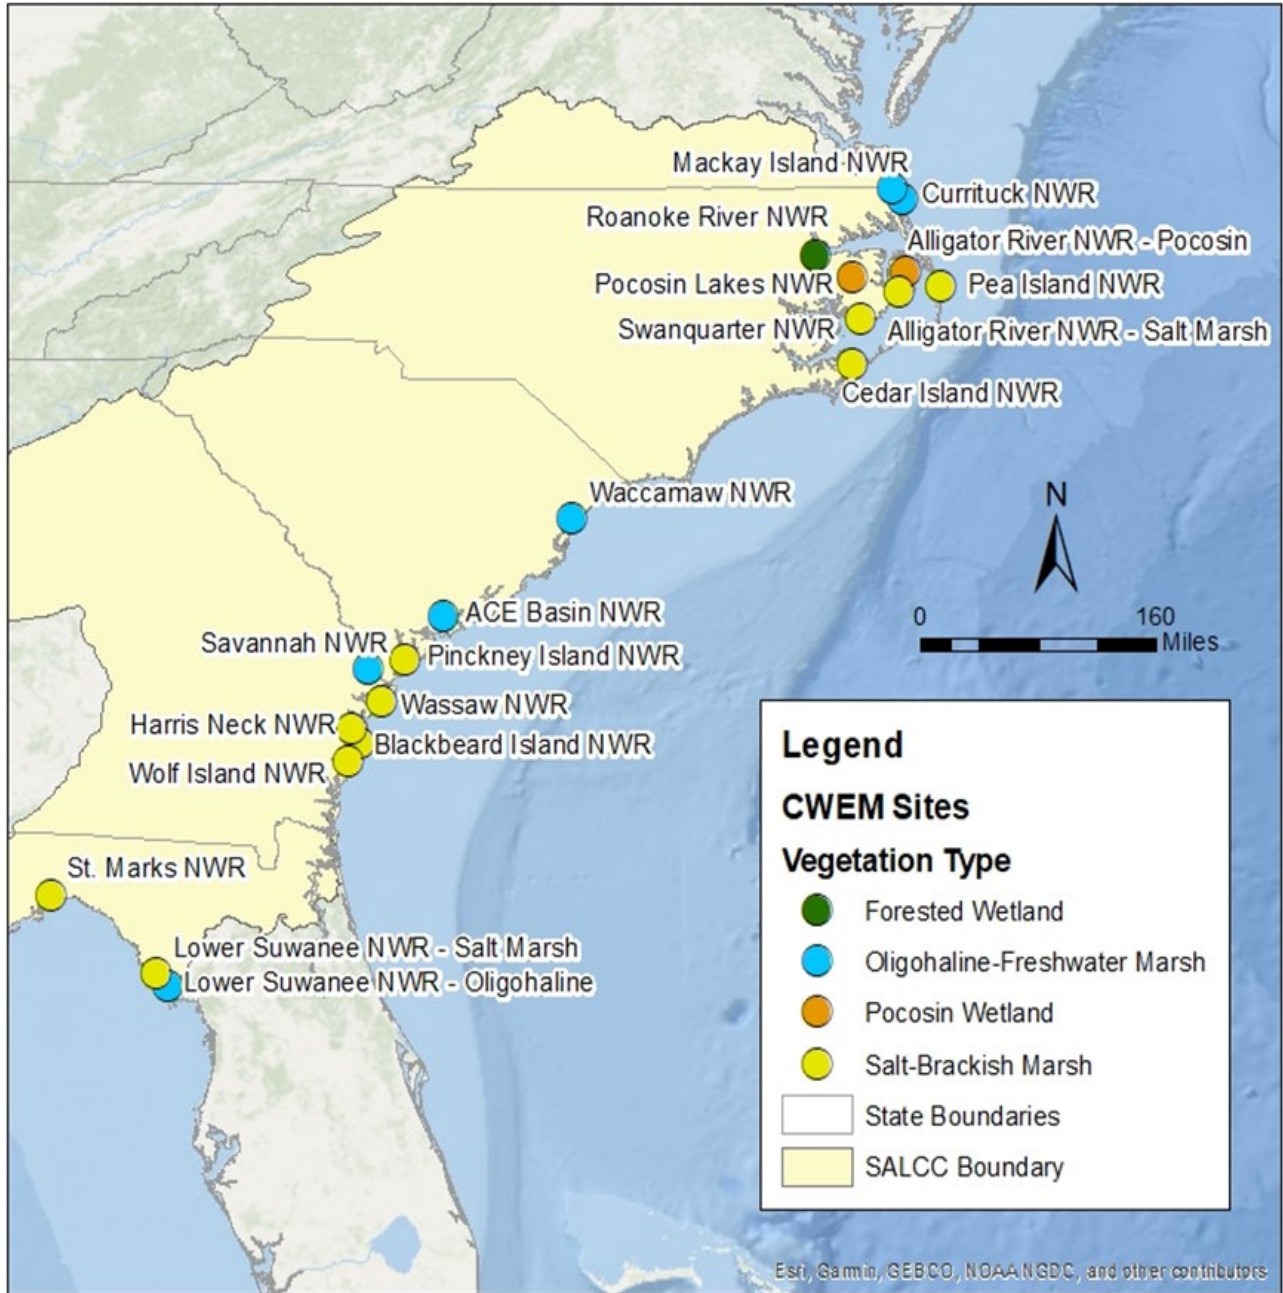 Mackay Island NWR
Currituck NWR
Roanoke River NWR
Alligator River NWR - Pocosin
Pocosin Lakes NWR
Pea Island NWR
Swanquarter NWR
Alligator River NWR - Salt Marsh
Cedar Island NWR
Waccamaw NWR
N
0 160
Miles
ACE Basin NWR
Savannah NWR
Pinckney Island NWR
Wassaw NWR
Harris Neck NWR
Blackbeard Island NWR
Wolf Island NWR
St. Marks NWR
Lower Suwanee NWR - Salt Marsh
Lower Suwanee NWR - Oligohaline
Legend
CWEM Sites
Vegetation Type
Forested Wetland
Oligohaline-Freshwater Marsh
Pocosin Wetland
Salt-Brackish Marsh
State Boundaries
SALCC Boundary
Esri, Garmin, GEBCO, NOAA NGDC, and other contributors